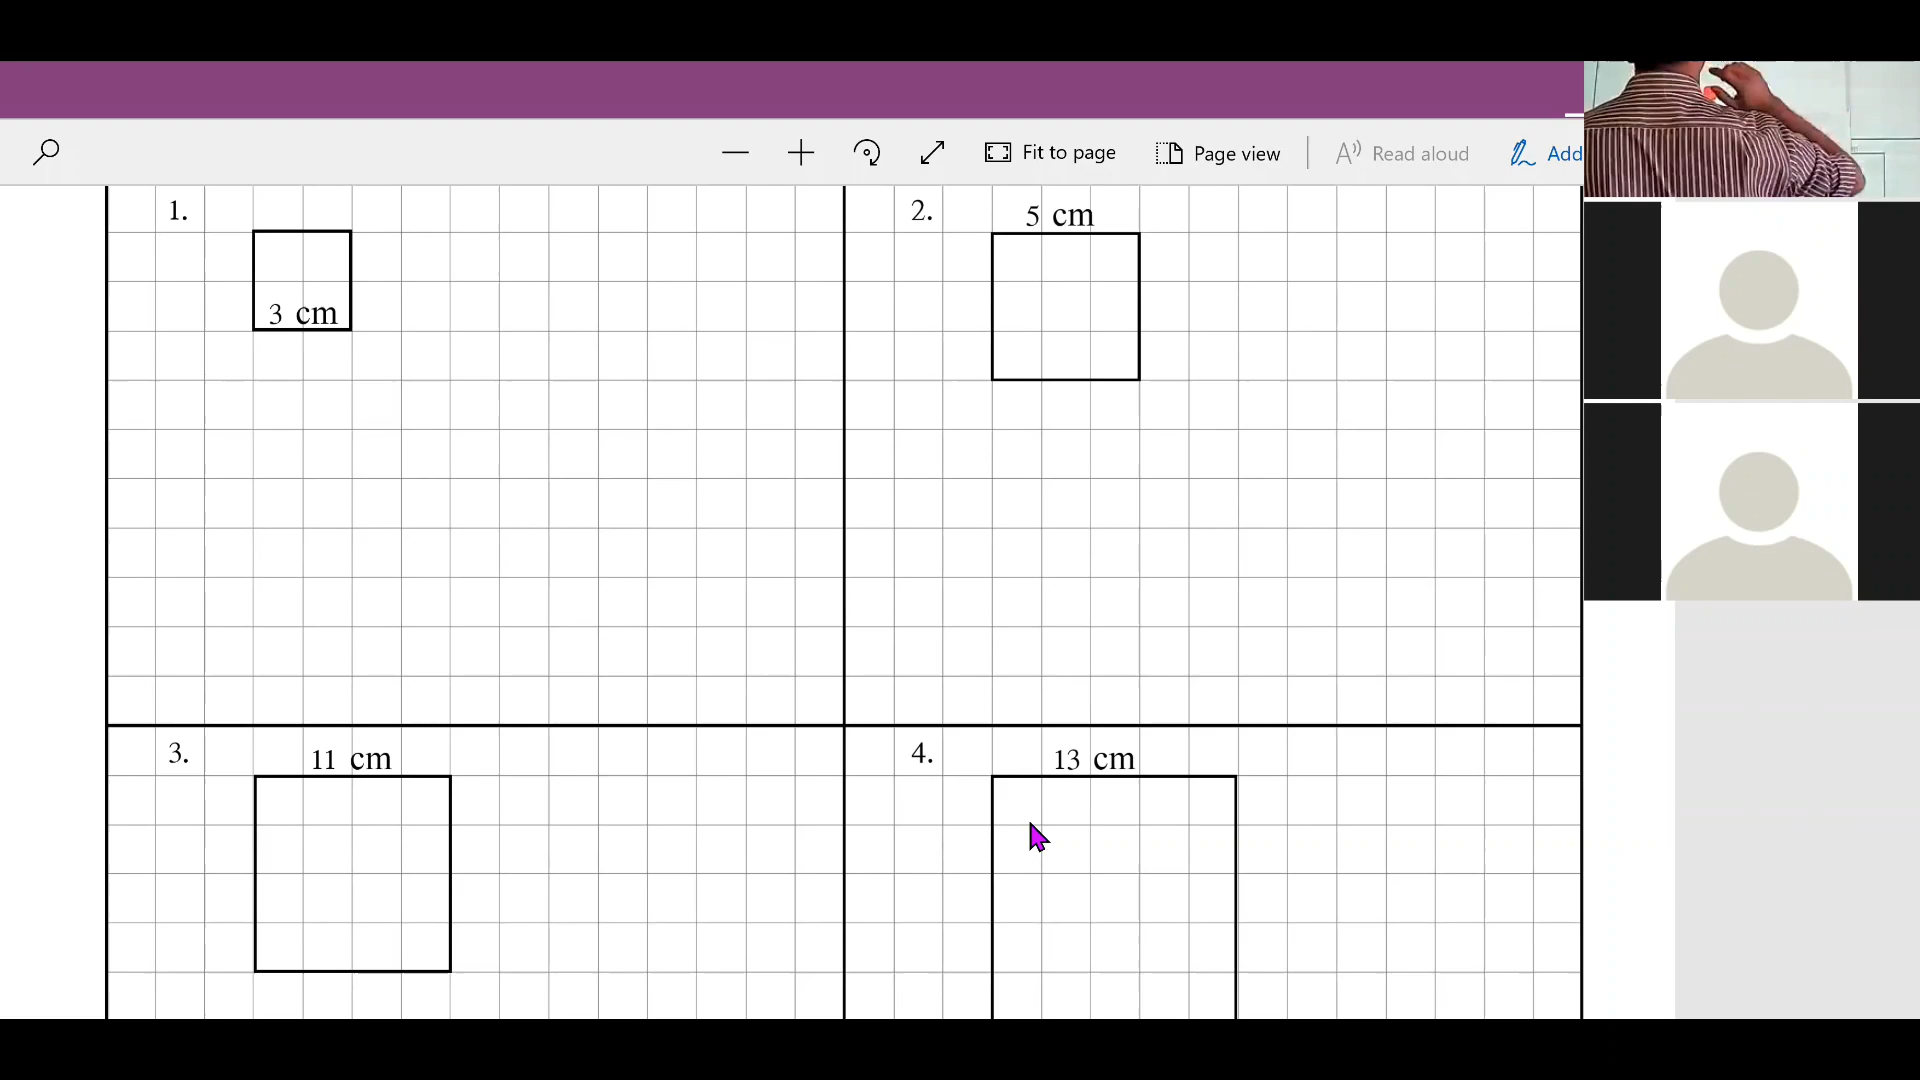 Fit to page
Page view
Read aloud
Add
1.
3 cm
2.
5 cm
3.
11 cm
4.
13 cm